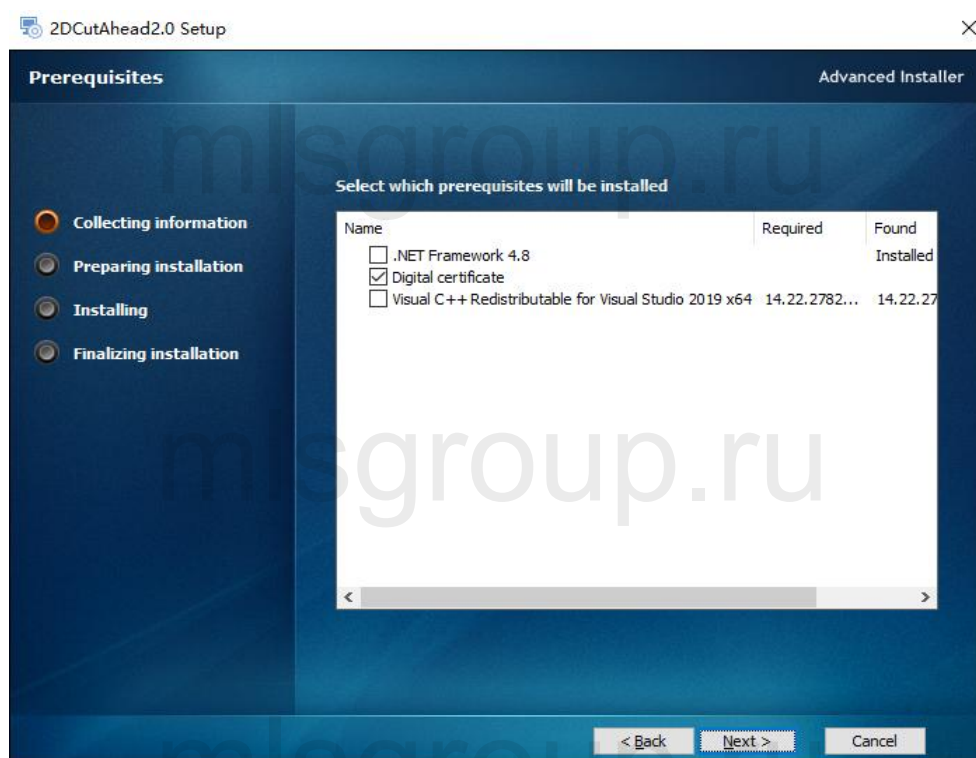 2DCutAhead2.0 Setup
Prerequisites
Advanced Installer
mlsgroup.ru
Select which prerequisites will be installed
Collecting information
Preparing installation
Installing
Finalizing installation
Name Required Found
.NET Framework 4.8 Installed
Digital certificate
Visual C++ Redistributable for Visual Studio 2019 x64 14.22.2782... 14.22.27
mlsgroup.ru
< Back Next > Cancel
mlsgroup.ru